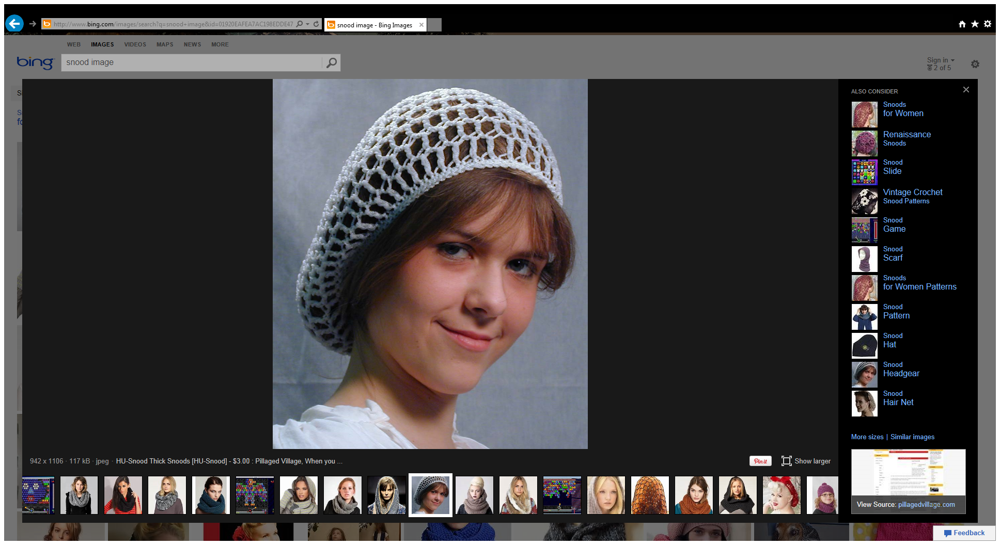 http://www.bing.com/images/search?q=snood+image&id=01920EAFEA7AC198EDDE47
snood image - Bing Images
WEB IMAGES VIDEOS MAPS NEWS MORE
bing
snood image
Sign in
2 of 5
ALSO CONSIDER
Snoods
for Women
Renaissance
Snoods
Snood
Slide
Vintage Crochet
Snood Patterns
Snood
Game
Snood
Scarf
Snoods
for Women Patterns
Snood
Pattern
Snood
Hat
Snood
Headgear
Snood
Hair Net
More sizes | Similar images
942 x 1106 · 117 kB · jpeg · HU-Snood Thick Snoods [HU-Snood] - $3.00 : Pillaged Village, When you ...
Pin it
Show larger
View Source: pillagedvillage.com
Feedback